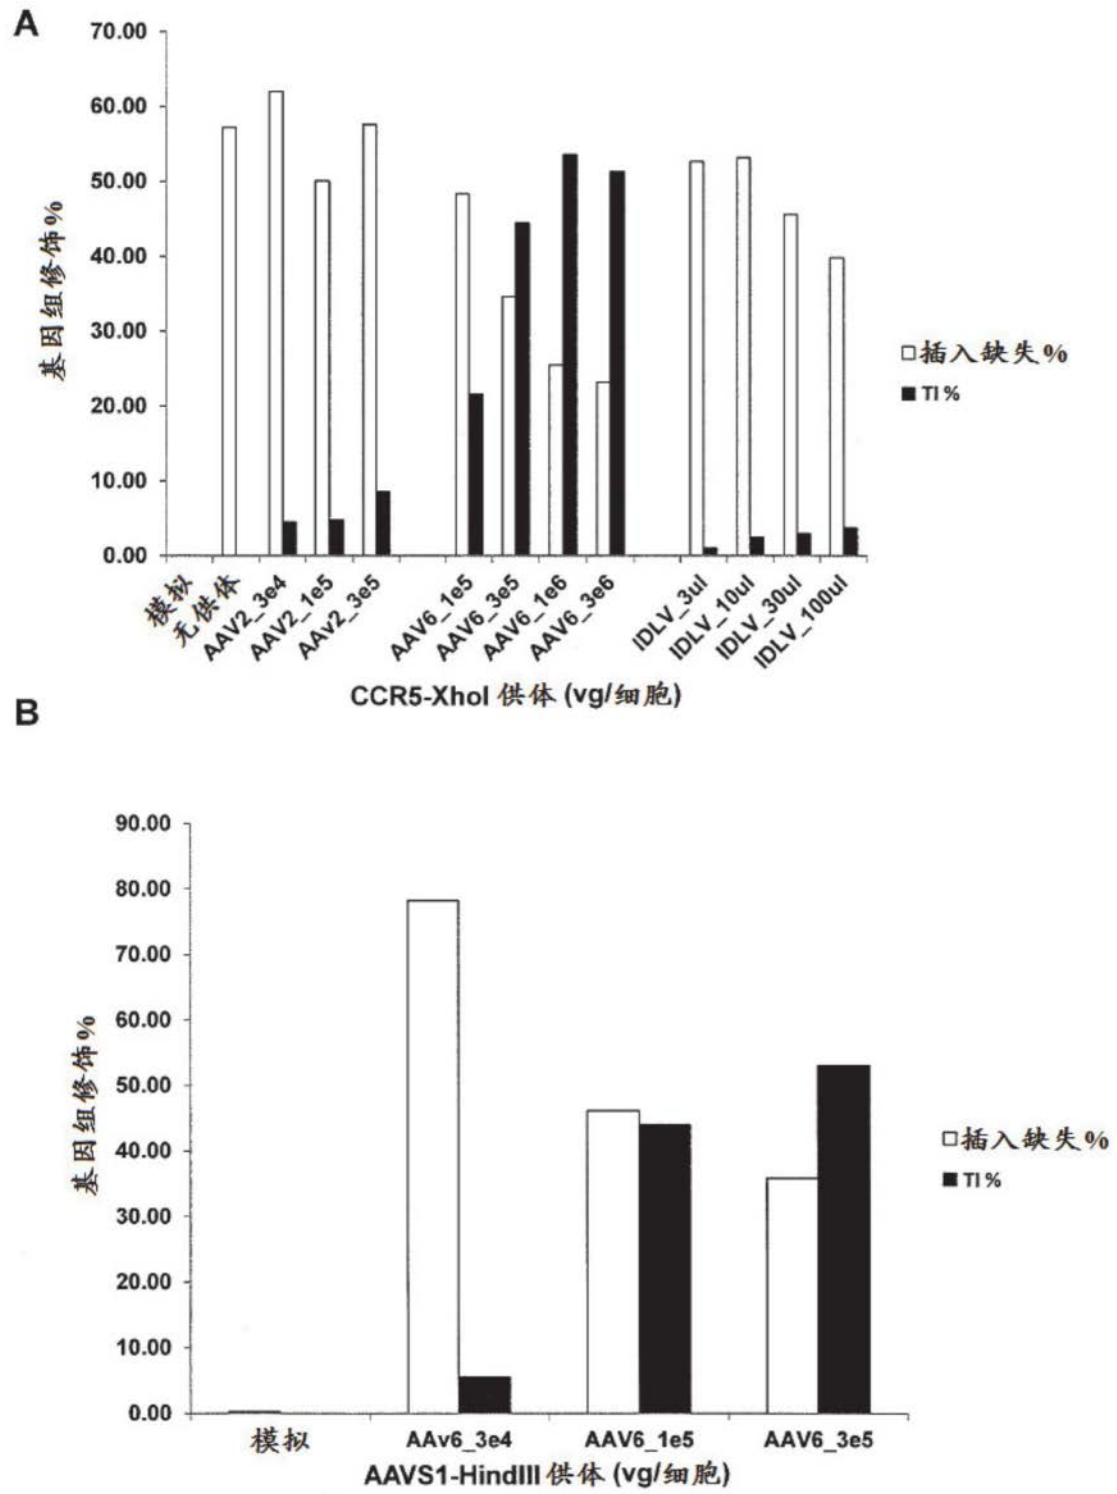 A
70.00
60.00
50.00
40.00
30.00
20.00
10.00
0.00
基因组修饰%
插入缺失%
TI %
模拟
无供体
AAV2_3e4
AAV2_1e5
AAv2_3e5
AAV6_1e5
AAV6_3e5
AAV6_1e6
AAV6_3e6
IDLV_3ul
IDLV_10ul
IDLV_30ul
IDLV_100ul
CCR5-XhoI 供体 (vg/细胞)
B
90.00
80.00
70.00
60.00
50.00
40.00
30.00
20.00
10.00
0.00
基因组修饰%
插入缺失%
TI %
模拟
AAv6_3e4
AAV6_1e5
AAV6_3e5
AAVS1-HindIII 供体 (vg/细胞)